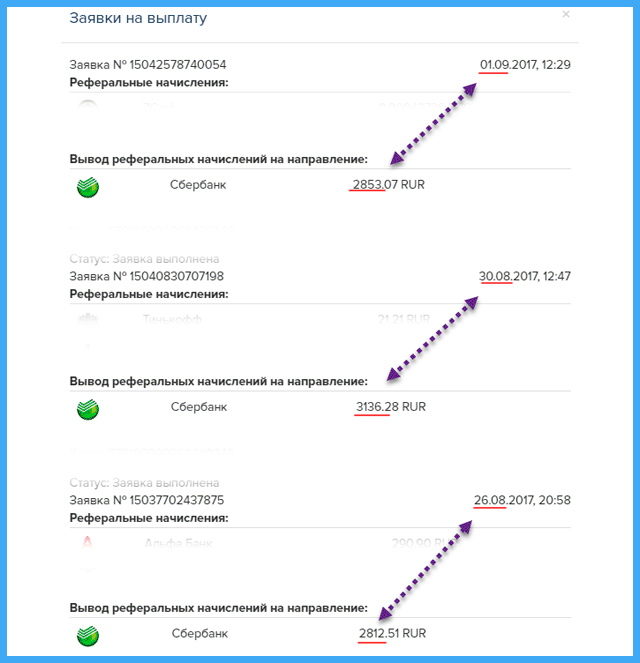 Заявки на выплату ×
Заявка № 15042578740054 01.09.2017, 12:29
Реферальные начисления:
Вывод реферальных начислений на направление:
Сбербанк 2853.07 RUR
Статус: Заявка выполнена
Заявка № 15040830707198 30.08.2017, 12:47
Реферальные начисления:
Тинькофф 21.21 RUR
Вывод реферальных начислений на направление:
Сбербанк 3136.28 RUR
Статус: Заявка выполнена
Заявка № 15037702437875 26.08.2017, 20:58
Реферальные начисления:
Альфа Банк 290.90
Вывод реферальных начислений на направление:
Сбербанк 2812.51 RUR